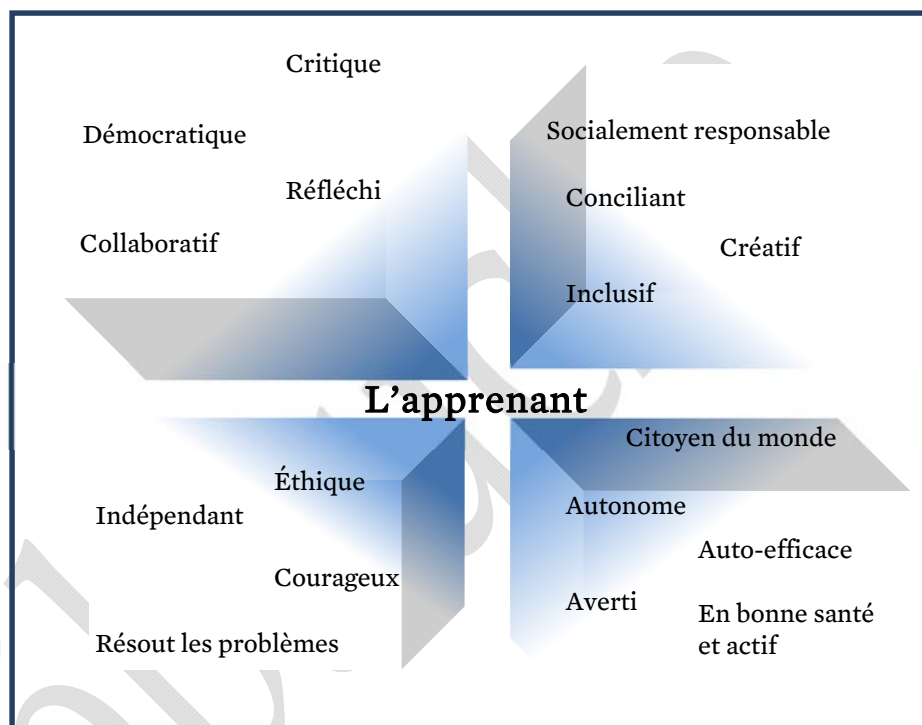 Critique
Démocratique
Réfléchi
Collaboratif
Socialement responsable
Conciliant
Créatif
Inclusif
L’apprenant
Éthique
Indépendant
Courageux
Résout les problèmes
Citoyen du monde
Autonome
Auto-efficace
Averti
En bonne santé
et actif